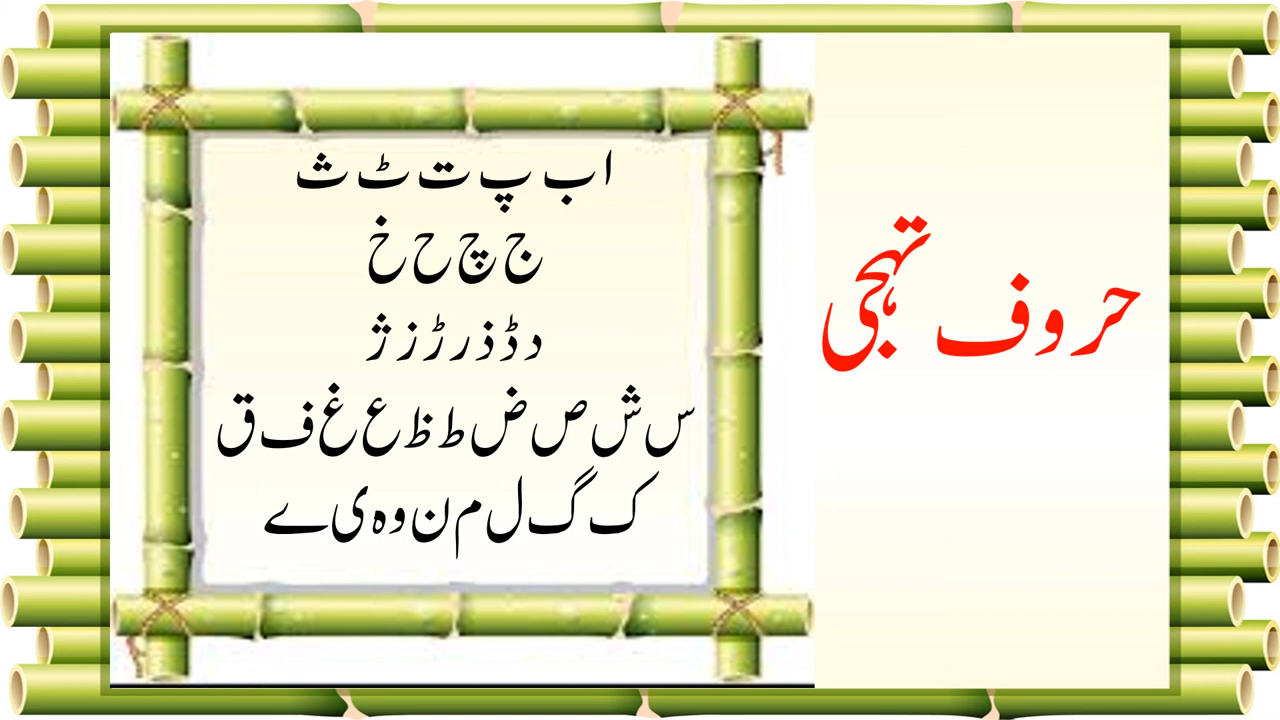 حروف تہجی
ا ب پ ت ٹ ث
ج چ ح خ
د ڈ ذ ر ڑ ز ژ
س ش ص ض ط ظ ع غ ف ق
ک گ ل م ن و ہ ی ے